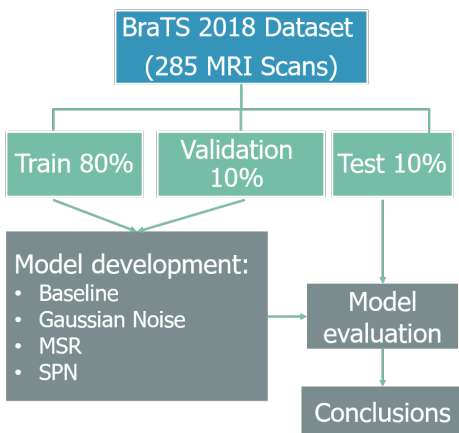 BraTS 2018 Dataset
(285 MRI Scans)
Train 80%
Validation
10%
Test 10%
Model development:
• Baseline
• Gaussian Noise
• MSR
• SPN
Model
evaluation
Conclusions